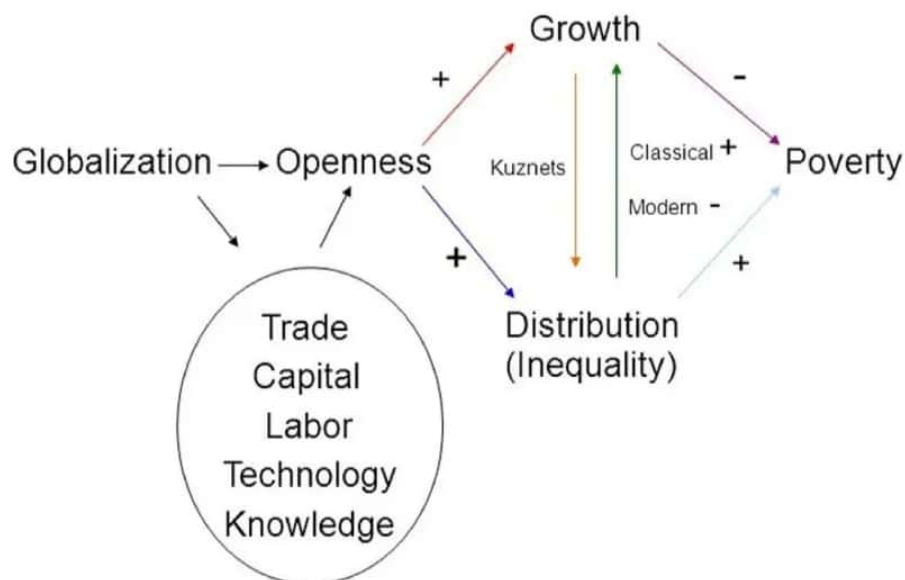 Growth
+
-
Globalization
Openness
Kuznets
Classical +
Modern -
Poverty
+
+
Distribution
(Inequality)
Trade
Capital
Labor
Technology
Knowledge